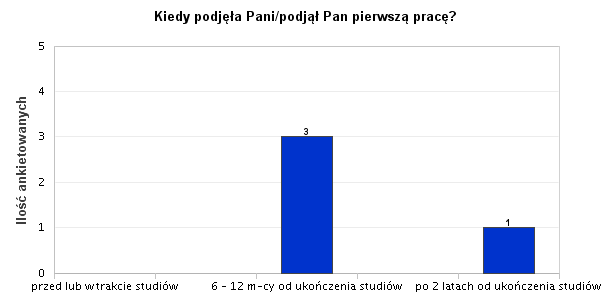 Kiedy podjęła Pani/podjął Pan pierwszą pracę?
Ilość ankietowanych
5
4
3
2
1
0
3
1
przed lub w trakcie studiów
6 - 12 m-cy od ukończenia studiów
po 2 latach od ukończenia studiów